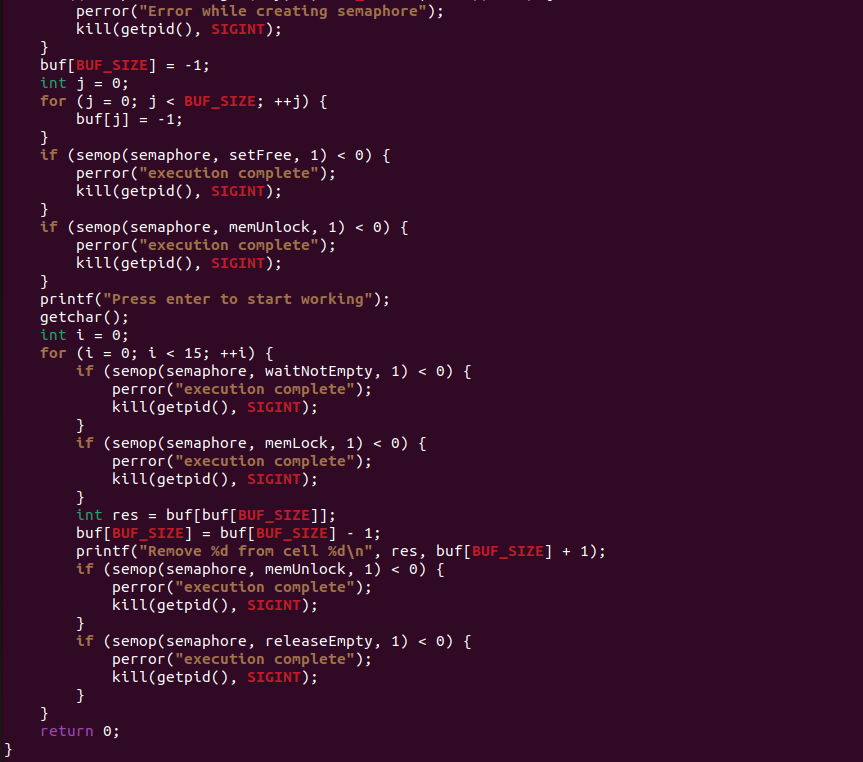 perror("Error while creating semaphore");
        kill(getpid(), SIGINT);
    }
    buf[BUF_SIZE] = -1;
    int j = 0;
    for (j = 0; j < BUF_SIZE; ++j) {
        buf[j] = -1;
    }
    if (semop(semaphore, setFree, 1) < 0) {
        perror("execution complete");
        kill(getpid(), SIGINT);
    }
    if (semop(semaphore, memUnlock, 1) < 0) {
        perror("execution complete");
        kill(getpid(), SIGINT);
    }
    printf("Press enter to start working");
    getchar();
    int i = 0;
    for (i = 0; i < 15; ++i) {
        if (semop(semaphore, waitNotEmpty, 1) < 0) {
            perror("execution complete");
            kill(getpid(), SIGINT);
        }
        if (semop(semaphore, memLock, 1) < 0) {
            perror("execution complete");
            kill(getpid(), SIGINT);
        }
        int res = buf[buf[BUF_SIZE]];
        buf[BUF_SIZE] = buf[BUF_SIZE] - 1;
        printf("Remove %d from cell %d\n", res, buf[BUF_SIZE] + 1);
        if (semop(semaphore, memUnlock, 1) < 0) {
            perror("execution complete");
            kill(getpid(), SIGINT);
        }
        if (semop(semaphore, releaseEmpty, 1) < 0) {
            perror("execution complete");
            kill(getpid(), SIGINT);
        }
    }
    return 0;
}